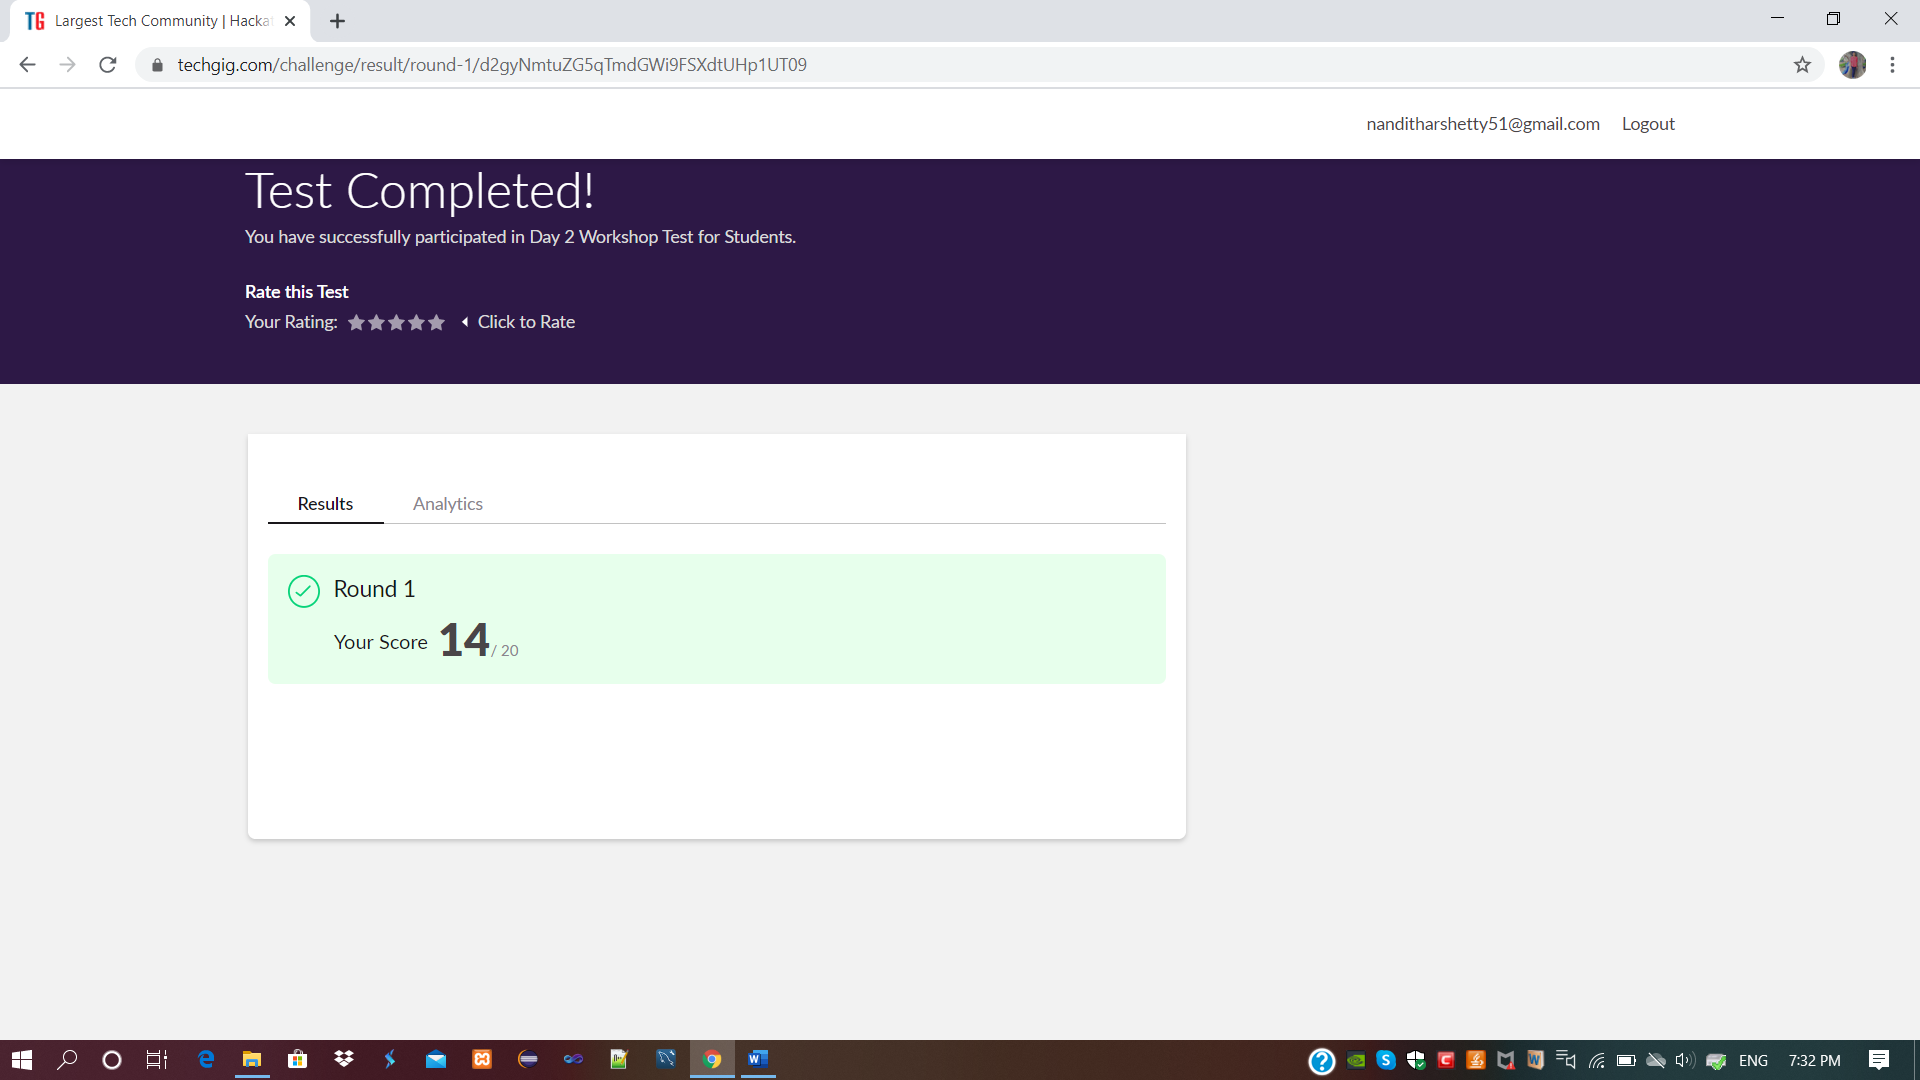 TG Largest Tech Community | Hacka
techgig.com/challenge/result/round-1/d2gyNmtuZG5qTmdGWi9FSXdtUHp1UT09
nanditharshetty51@gmail.com Logout
Test Completed!
You have successfully participated in Day 2 Workshop Test for Students.
Rate this Test
Your Rating: Click to Rate
Results Analytics
Round 1
Your Score 14 / 20
ENG 7:32 PM